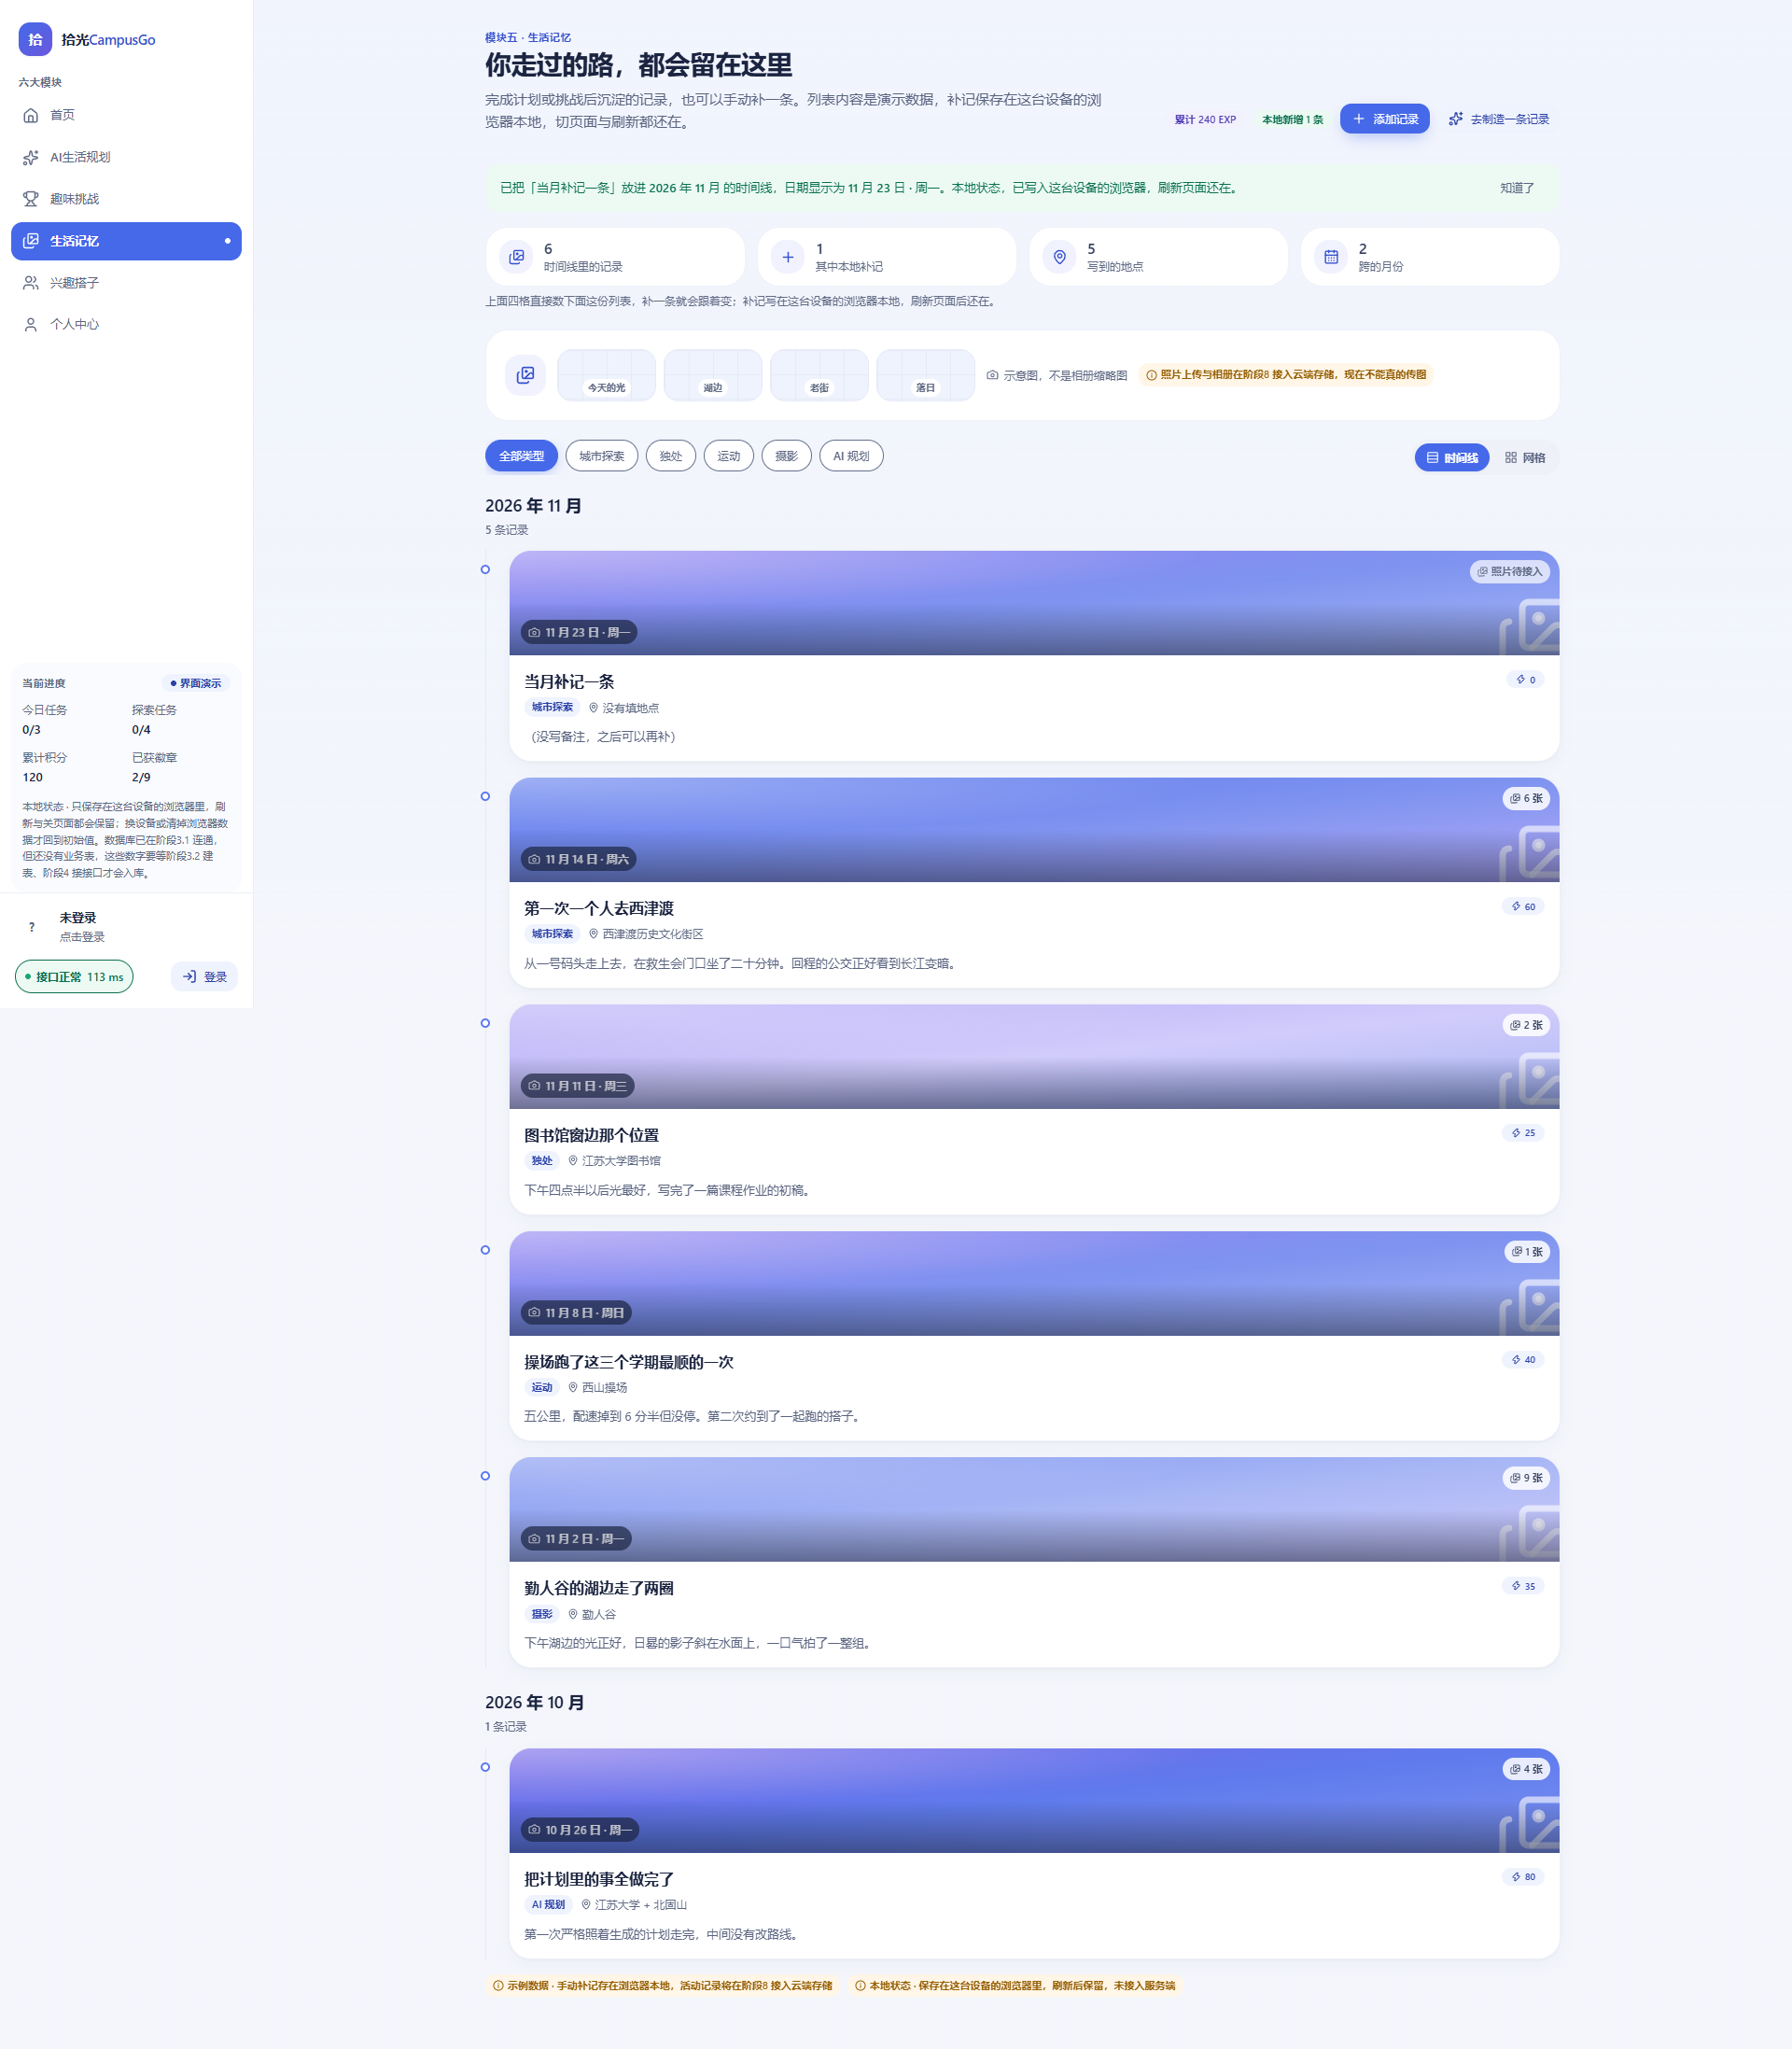 拾 拾光CampusGo
六大模块
首页
AI生活规划
趣味挑战
生活记忆
兴趣搭子
个人中心
当前进度 界面演示
今日任务 探索任务
0/3 0/4
累计积分 已获徽章
120 2/9
本地状态 · 只保存在这台设备的浏览器里，刷
新与关页面都会保留；换设备或清掉浏览器数
据才回到初始值。数据库已在阶段3.1 连通，
但还没有业务表，这些数字要等阶段3.2 建
表、阶段4 接接口才会入库。
? 未登录
点击登录
接口正常 113 ms 登录
模块五 · 生活记忆
你走过的路，都会留在这里
完成计划或挑战后沉淀的记录，也可以手动补一条。列表内容是演示数据，补记保存在这台设备的浏
览器本地，切页面与刷新都还在。
累计 240 EXP 本地新增 1 条 添加记录 去制造一条记录
已把「当月补记一条」放进 2026 年 11 月 的时间线，日期显示为 11 月 23 日 · 周一。本地状态，已写入这台设备的浏览器，刷新页面还在。 知道了
6 1 5 2
时间线里的记录 其中本地补记 写到的地点 跨的月份
上面四格直接数下面这份列表，补一条就会跟着变；补记写在这台设备的浏览器本地，刷新页面后还在。
今天的光 湖边 老街 落日 示意图，不是相册缩略图 照片上传与相册在阶段8 接入云端存储，现在不能真的传图
全部类型 城市探索 独处 运动 摄影 AI 规划 时间线 网格
2026 年 11 月
5 条记录
照片待接入
11 月 23 日 · 周一
当月补记一条 0
城市探索 没有填地点
（没写备注，之后可以再补）
6 张
11 月 14 日 · 周六
第一次一个人去西津渡 60
城市探索 西津渡历史文化街区
从一号码头走上去，在救生会门口坐了二十分钟。回程的公交正好看到长江变暗。
2 张
11 月 11 日 · 周三
图书馆窗边那个位置 25
独处 江苏大学图书馆
下午四点半以后光最好，写完了一篇课程作业的初稿。
1 张
11 月 8 日 · 周日
操场跑了这三个学期最顺的一次 40
运动 西山操场
五公里，配速掉到 6 分半但没停。第二次约到了一起跑的搭子。
9 张
11 月 2 日 · 周一
勤人谷的湖边走了两圈 35
摄影 勤人谷
下午湖边的光正好，日晷的影子斜在水面上，一口气拍了一整组。
2026 年 10 月
1 条记录
4 张
10 月 26 日 · 周一
把计划里的事全做完了 80
AI 规划 江苏大学 + 北固山
第一次严格照着生成的计划走完，中间没有改路线。
示例数据 · 手动补记存在浏览器本地，活动记录将在阶段8 接入云端存储 本地状态 · 保存在这台设备的浏览器里，刷新后保留，未接入服务端